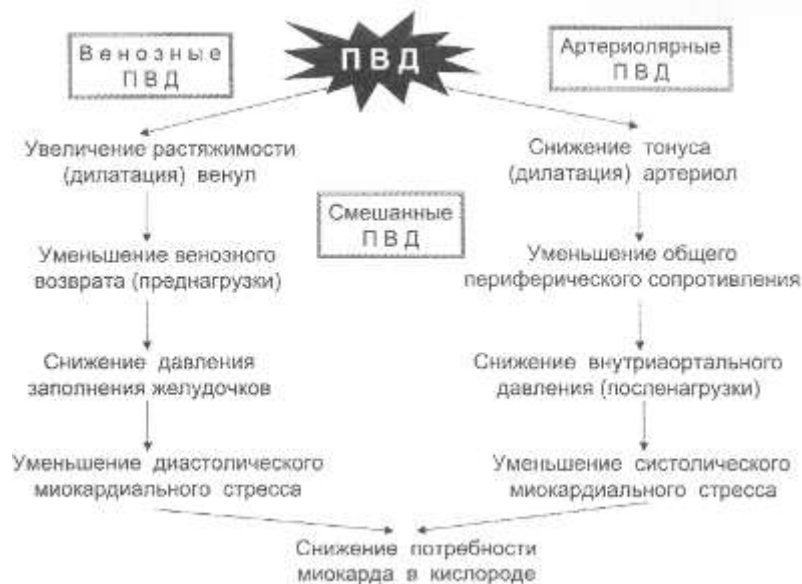 Венозные
ПВД
ПВД
Артериолярные
ПВД
Увеличение растяжимости
(дилатация) венул
Снижение тонуса
(дилатация) артериол
Смешанные
ПВД
Уменьшение венозного
возврата (преднагрузки)
Уменьшение общего
периферического сопротивления
Снижение давления
заполнения желудочков
Снижение внутриаортального
давления (посленагрузки)
Уменьшение диастолического
миокардиального стресса
Уменьшение систолического
миокардиального стресса
Снижение потребности
миокарда в кислороде